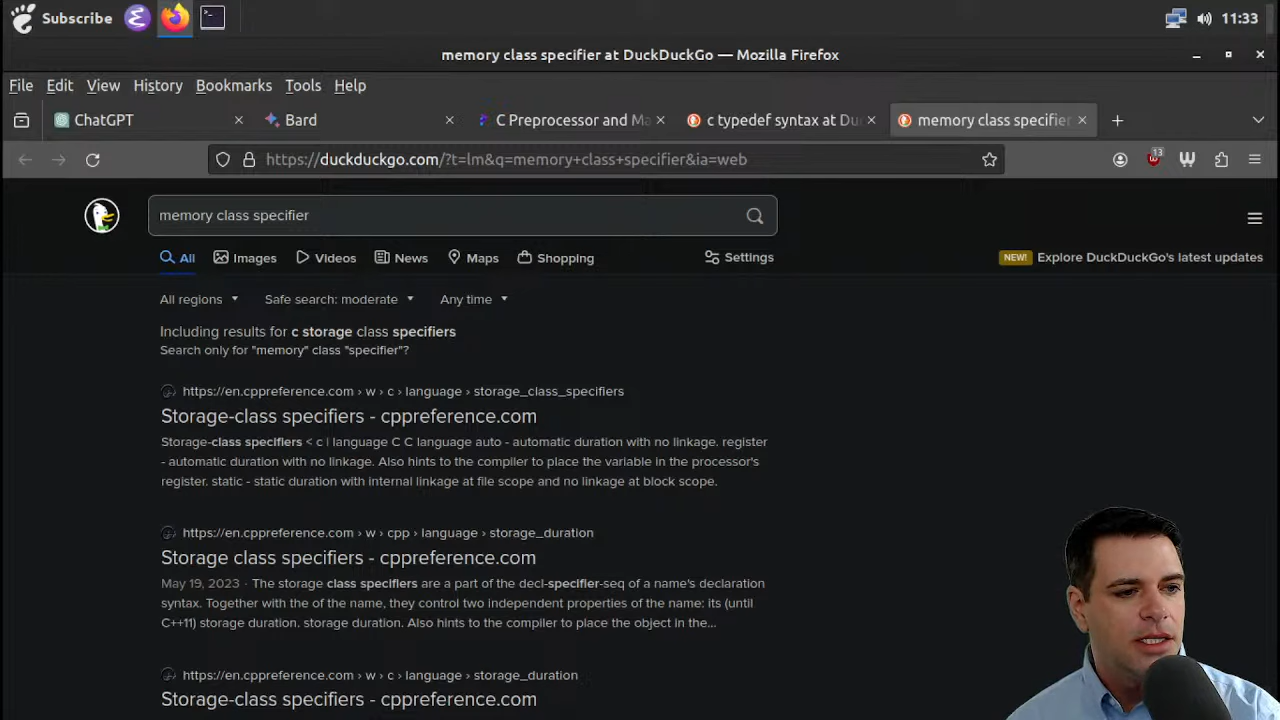 Subscribe
11:33
memory class specifier at DuckDuckGo — Mozilla Firefox
File Edit View History Bookmarks Tools Help
ChatGPT
Bard
C Preprocessor and Ma
c typedef syntax at Du
memory class specifier
https://duckduckgo.com/?t=lm&q=memory+class+specifier&ia=web
13
memory class specifier
All Images Videos News Maps Shopping Settings
NEW! Explore DuckDuckGo's latest updates
All regions Safe search: moderate Any time
Including results for c storage class specifiers
Search only for "memory" class "specifier"?
https://en.cppreference.com › w › c › language › storage_class_specifiers
Storage-class specifiers - cppreference.com
Storage-class specifiers < c | language C C language auto - automatic duration with no linkage. register
- automatic duration with no linkage. Also hints to the compiler to place the variable in the processor's
register. static - static duration with internal linkage at file scope and no linkage at block scope.
https://en.cppreference.com › w › cpp › language › storage_duration
Storage class specifiers - cppreference.com
May 19, 2023 · The storage class specifiers are a part of the decl-specifier-seq of a name's declaration
syntax. Together with the of the name, they control two independent properties of the name: its (until
C++11) storage duration. storage duration. Also hints to the compiler to place the object in the...
https://en.cppreference.com › w › c › language › storage_duration
Storage-class specifiers - cppreference.com